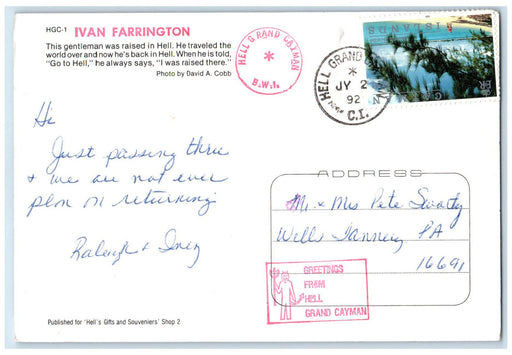 HGC-1 IVAN FARRINGTON
This gentleman was raised in Hell. He traveled the
world over and now he's back in Hell. When he is told,
"Go to Hell," he always says, "I was raised there."
Photo by David A. Cobb
HELL GRAND CAYMAN
*
B.W.I.
HELL GRAND CAYMAN
*
JY 2
92
C.I.
Hi
Just passing thru
& we are not ever
plan on returning
Raleigh & Inez
ADDRESS
Mr. & Mrs Pete Swartz
Wells Tannery PA
16691
GREETINGS
FROM
HELL
GRAND CAYMAN
Published for 'Hell's Gifts and Souveniers' Shop 2